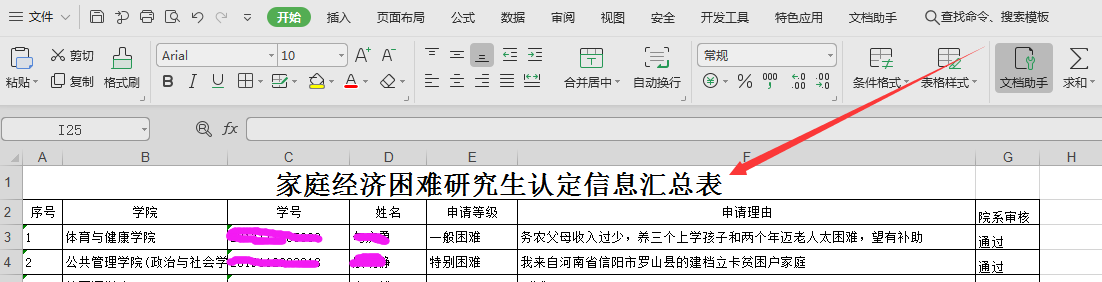 文件 开始 插入 页面布局 公式 数据 审阅 视图 安全 开发工具 特色应用 文档助手 查找命令、搜索模板
剪切 Arial 10 A+ A- 常规
粘贴 复制 格式刷 B I U A 合并居中 自动换行 % 条件格式 表格样式 文档助手 求和
I25 fx
A B C D E F G H
1 家庭经济困难研究生认定信息汇总表
2 序号 学院 学号 姓名 申请等级 申请理由 院系审核
3 1 体育与健康学院 一般困难 务农父母收入过少，养三个上学孩子和两个年迈老人太困难，望有补助 通过
4 2 公共管理学院(政治与社会学 特别困难 我来自河南省信阳市罗山县的建档立卡贫困户家庭 通过